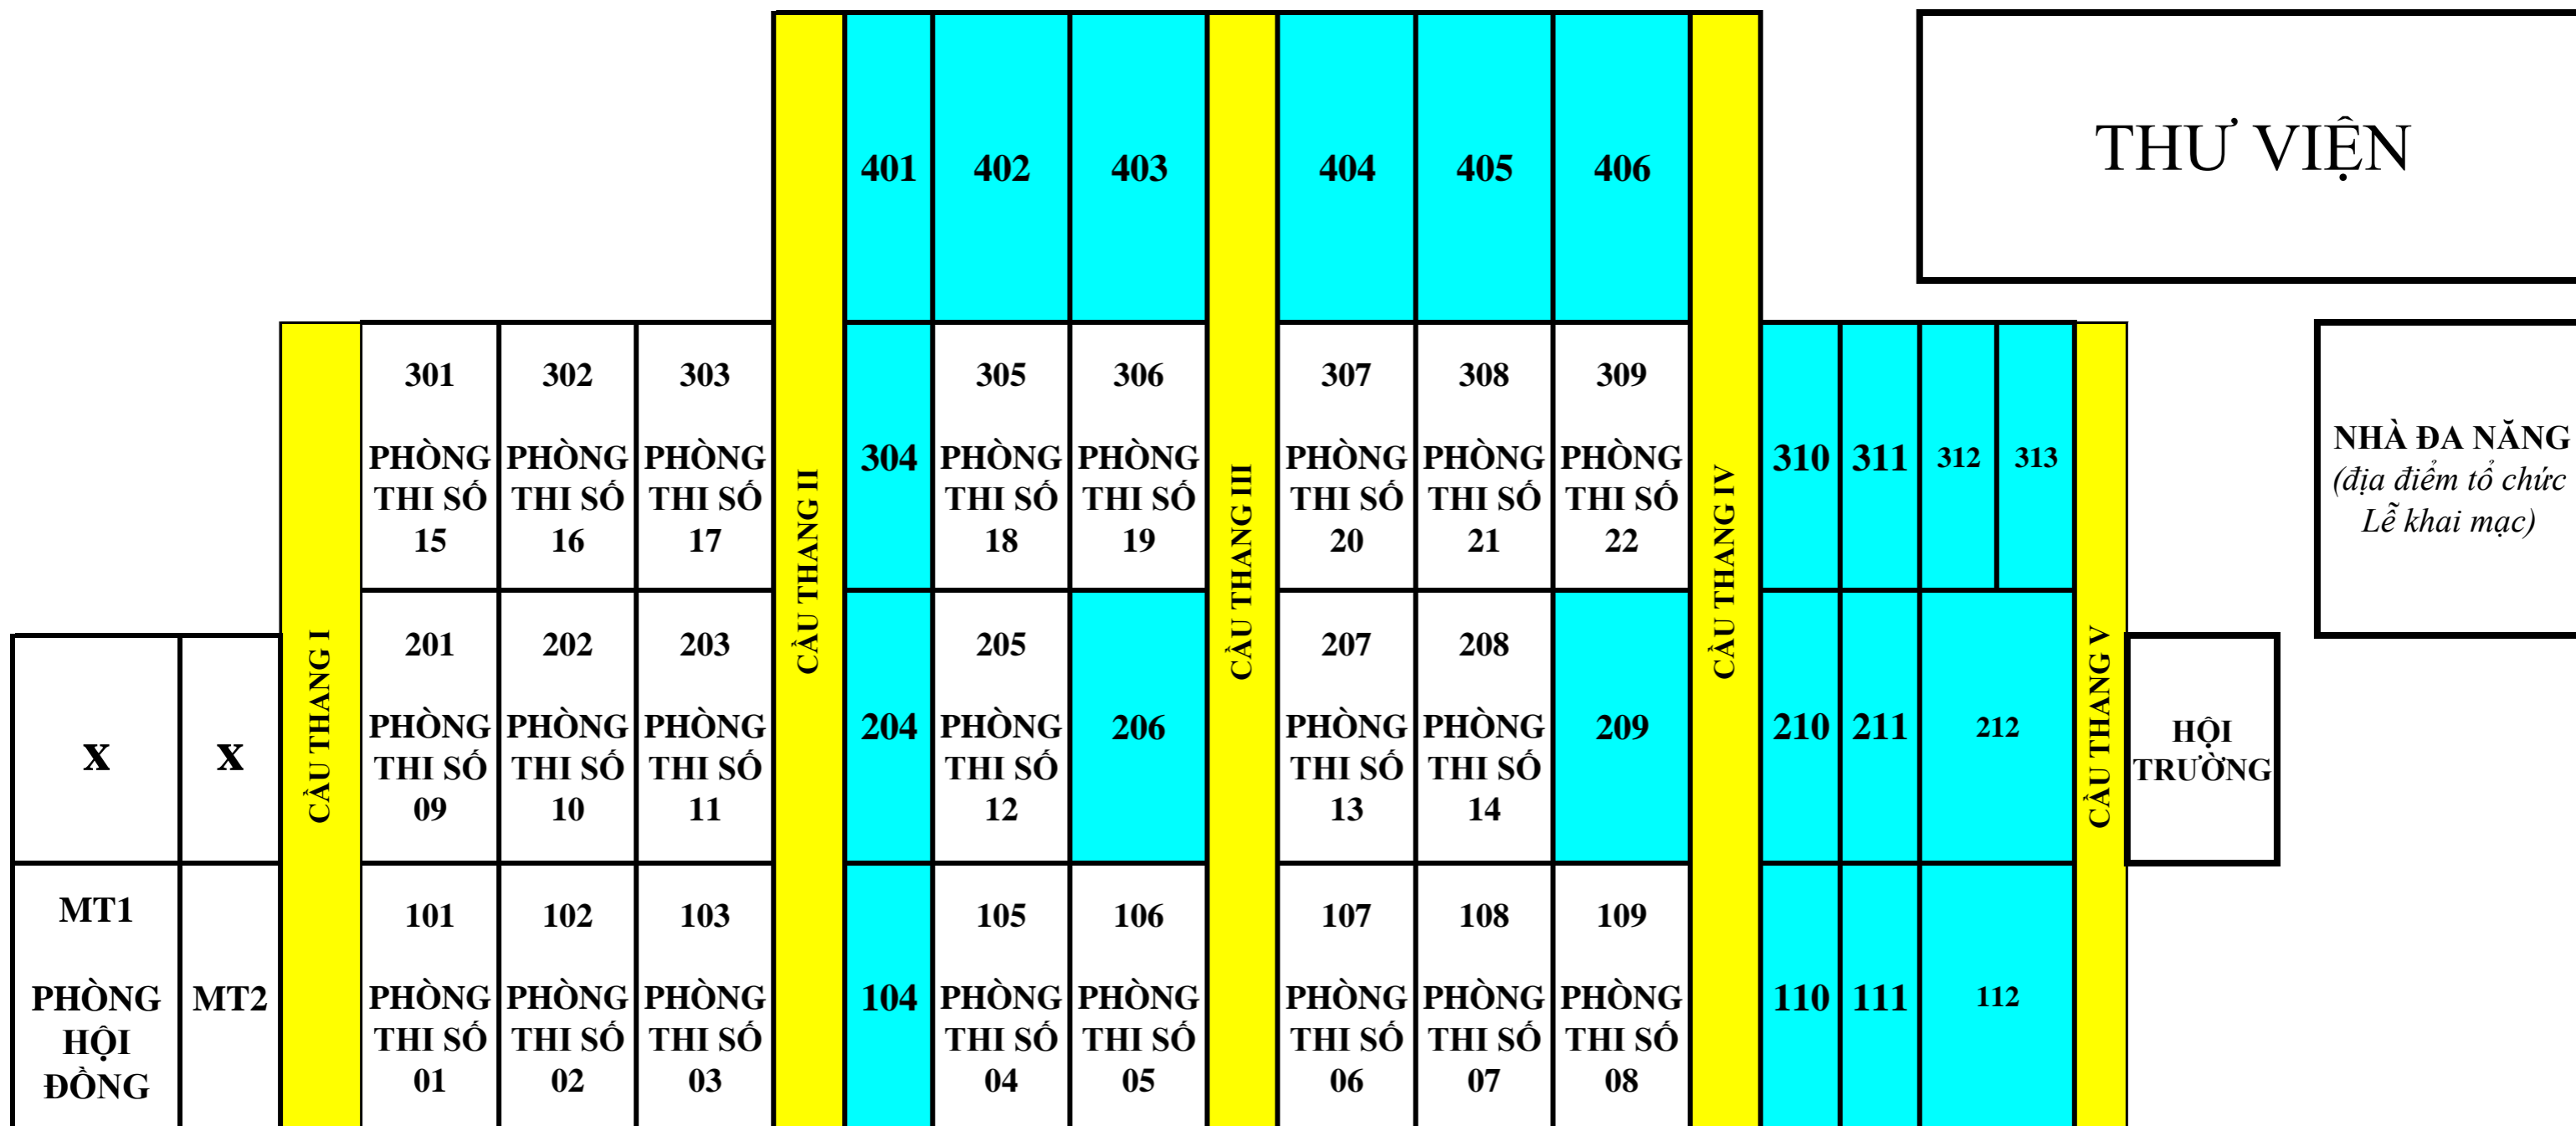 401 402 403 404 405 406
THƯ VIỆN
301 302 303 305 306 307 308 309
PHÒNG PHÒNG PHÒNG 304 PHÒNG PHÒNG PHÒNG PHÒNG PHÒNG 310 311 312 313
THI SỐ THI SỐ THI SỐ THI SỐ THI SỐ THI SỐ THI SỐ THI SỐ
15 16 17 18 19 20 21 22
NHÀ ĐA NĂNG
(địa điểm tổ chức
Lễ khai mạc)
CẦU THANG I
CẦU THANG II
CẦU THANG III
CẦU THANG IV
CẦU THANG V
201 202 203 205 207 208
x x PHÒNG PHÒNG PHÒNG 204 PHÒNG 206 PHÒNG PHÒNG 209 210 211 212
THI SỐ THI SỐ THI SỐ THI SỐ THI SỐ THI SỐ
09 10 11 12 13 14
HỘI
TRƯỜNG
MT1 101 102 103 105 106 107 108 109
PHÒNG MT2 PHÒNG PHÒNG PHÒNG 104 PHÒNG PHÒNG PHÒNG PHÒNG PHÒNG 110 111 112
HỘI THI SỐ THI SỐ THI SỐ THI SỐ THI SỐ THI SỐ THI SỐ THI SỐ
ĐỒNG 01 02 03 04 05 06 07 08